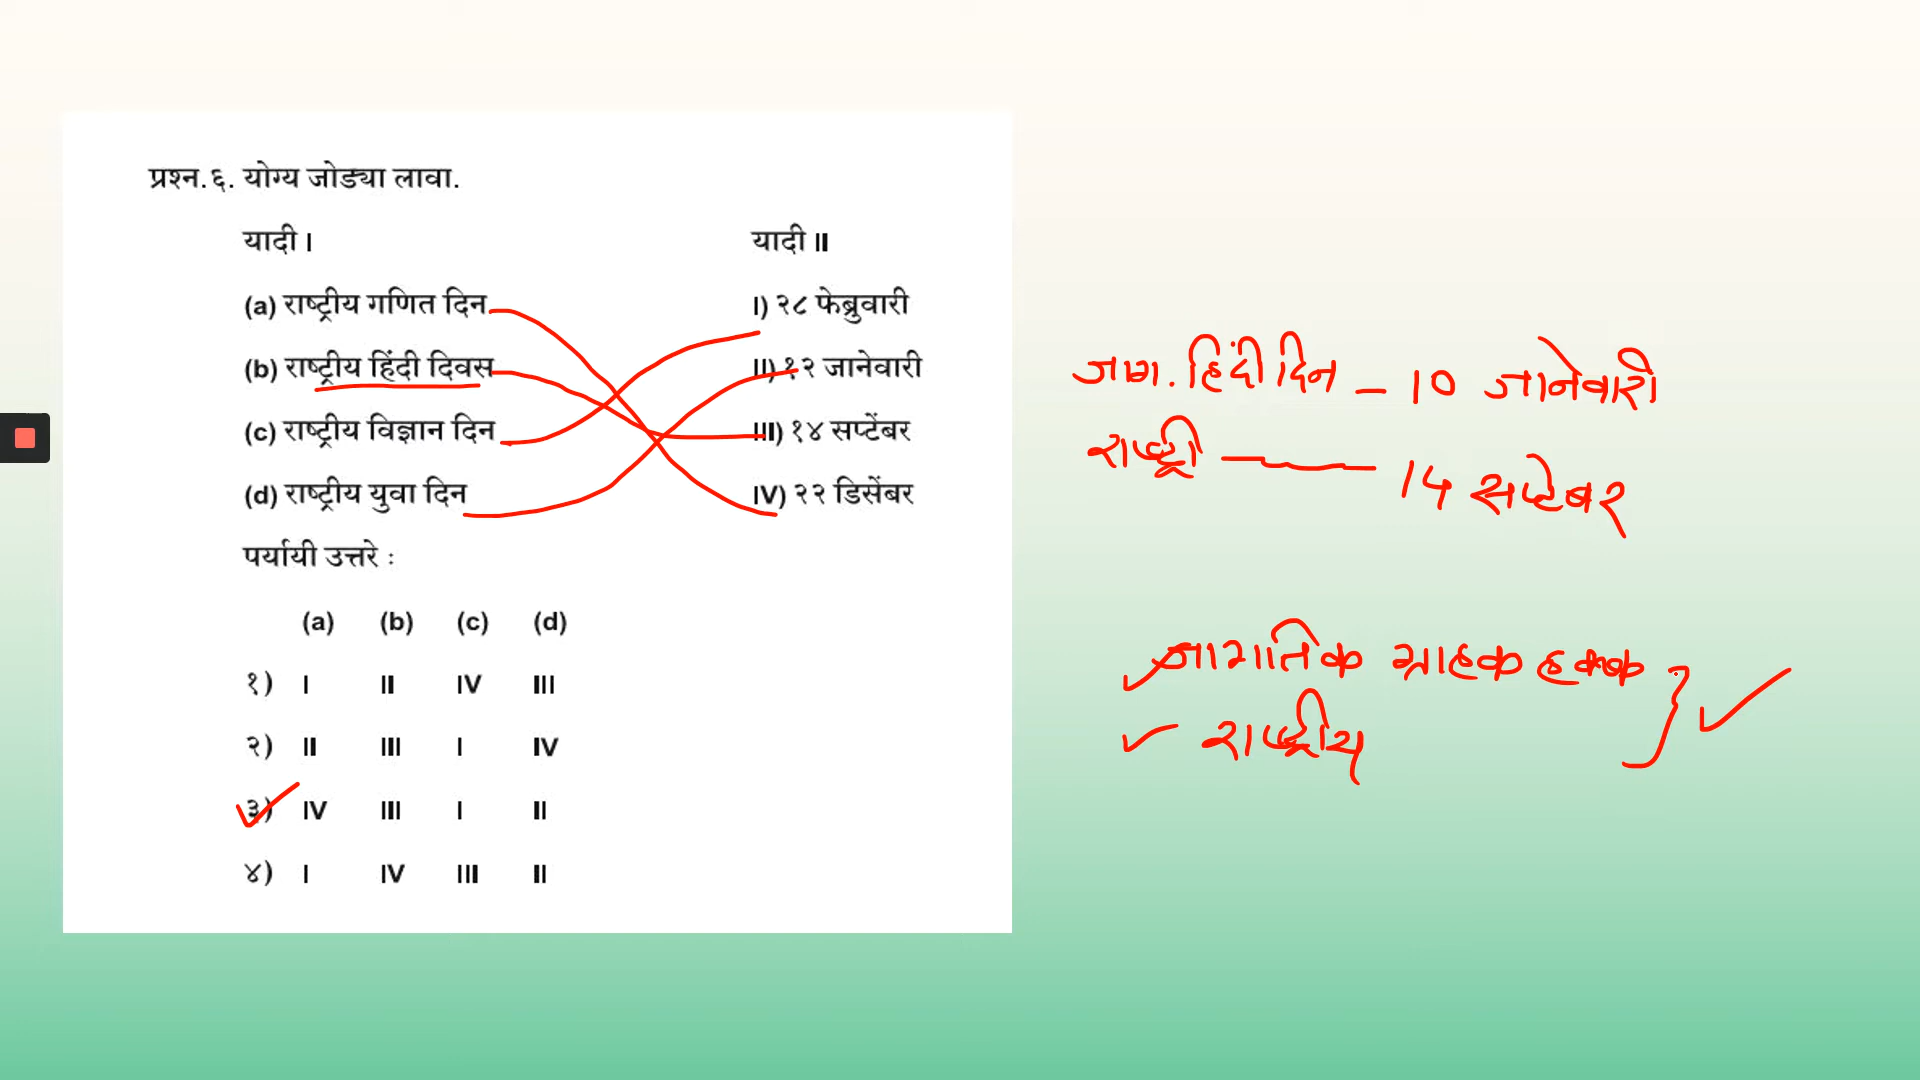 प्रश्न.६. योग्य जोड्या लावा.
यादी I यादी II
(a) राष्ट्रीय गणित दिन I) २८ फेब्रुवारी
(b) राष्ट्रीय हिंदी दिवस II) १२ जानेवारी
(c) राष्ट्रीय विज्ञान दिन III) १४ सप्टेंबर
(d) राष्ट्रीय युवा दिन IV) २२ डिसेंबर
पर्यायी उत्तरे :
(a) (b) (c) (d)
१) I II IV III
२) II III I IV
३) IV III I II
४) I IV III II
जाग. हिंदी दिन – 10 जानेवारी
राष्ट्री — 14 सप्टेबर
जागतिक ग्राहक हक्क
राष्ट्रीय